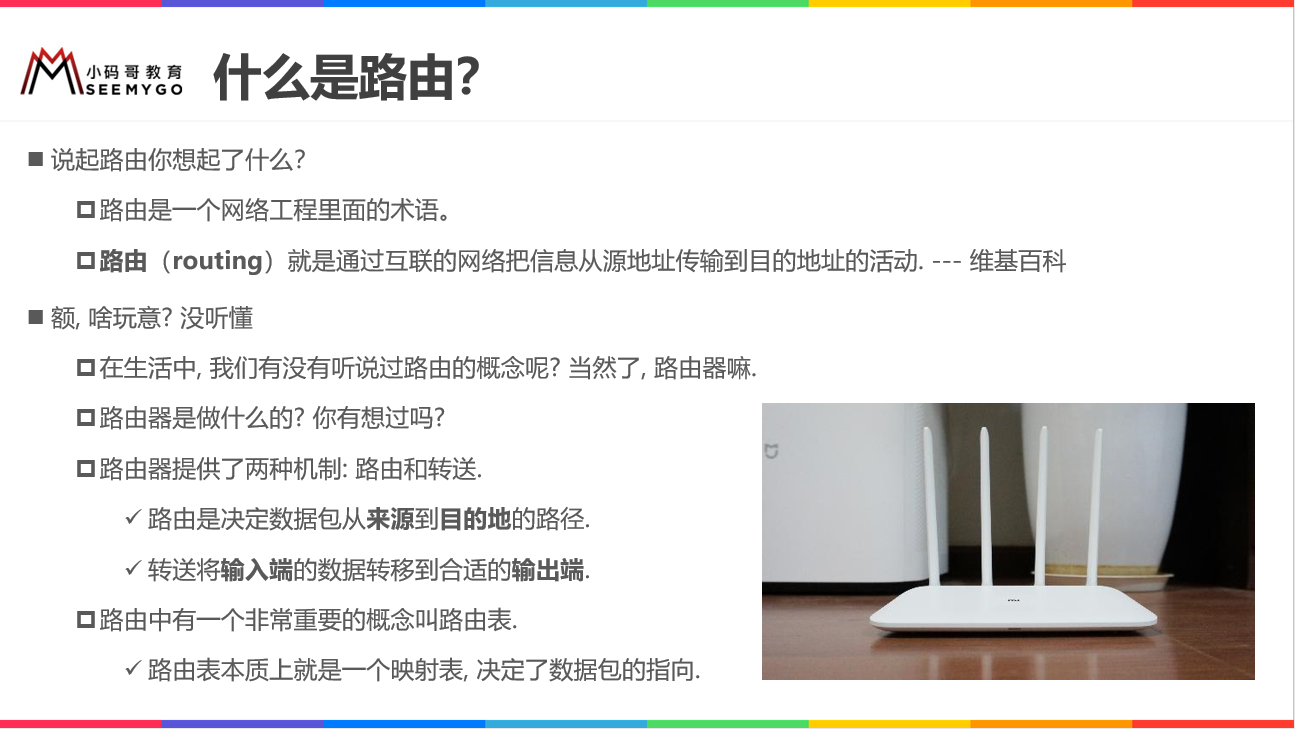 小码哥教育
SEEMYGO
什么是路由?
说起路由你想起了什么?
路由是一个网络工程里面的术语。
路由（routing）就是通过互联的网络把信息从源地址传输到目的地址的活动. --- 维基百科
额, 啥玩意? 没听懂
在生活中, 我们有没有听说过路由的概念呢? 当然了, 路由器嘛.
路由器是做什么的? 你有想过吗?
路由器提供了两种机制: 路由和转送.
路由是决定数据包从来源到目的地的路径.
转送将输入端的数据转移到合适的输出端.
路由中有一个非常重要的概念叫路由表.
路由表本质上就是一个映射表, 决定了数据包的指向.
mi